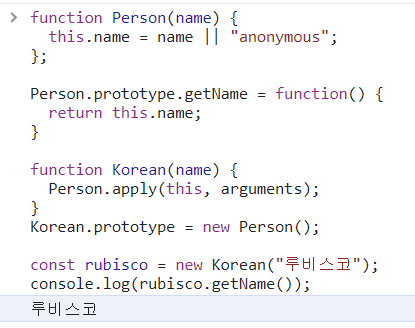 function Person(name) {
  this.name = name || "anonymous";
};

Person.prototype.getName = function() {
  return this.name;
}

function Korean(name) {
  Person.apply(this, arguments);
}
Korean.prototype = new Person();

const rubisco = new Korean("루비스코");
console.log(rubisco.getName());
루비스코